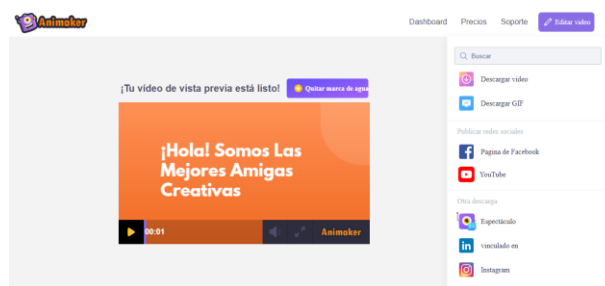 Animaker
Dashboard Precios Soporte Editar video
Buscar
¡Tu vídeo de vista previa está listo! Quitar marca de agua
Descargar video
Descargar GIF
¡Hola! Somos Las
Mejores Amigas
Creativas
00:01 Animaker
Publicar redes sociales
Pagina de Facebook
YouTube
Otra descarga
Espectáculo
vinculado en
Instagram